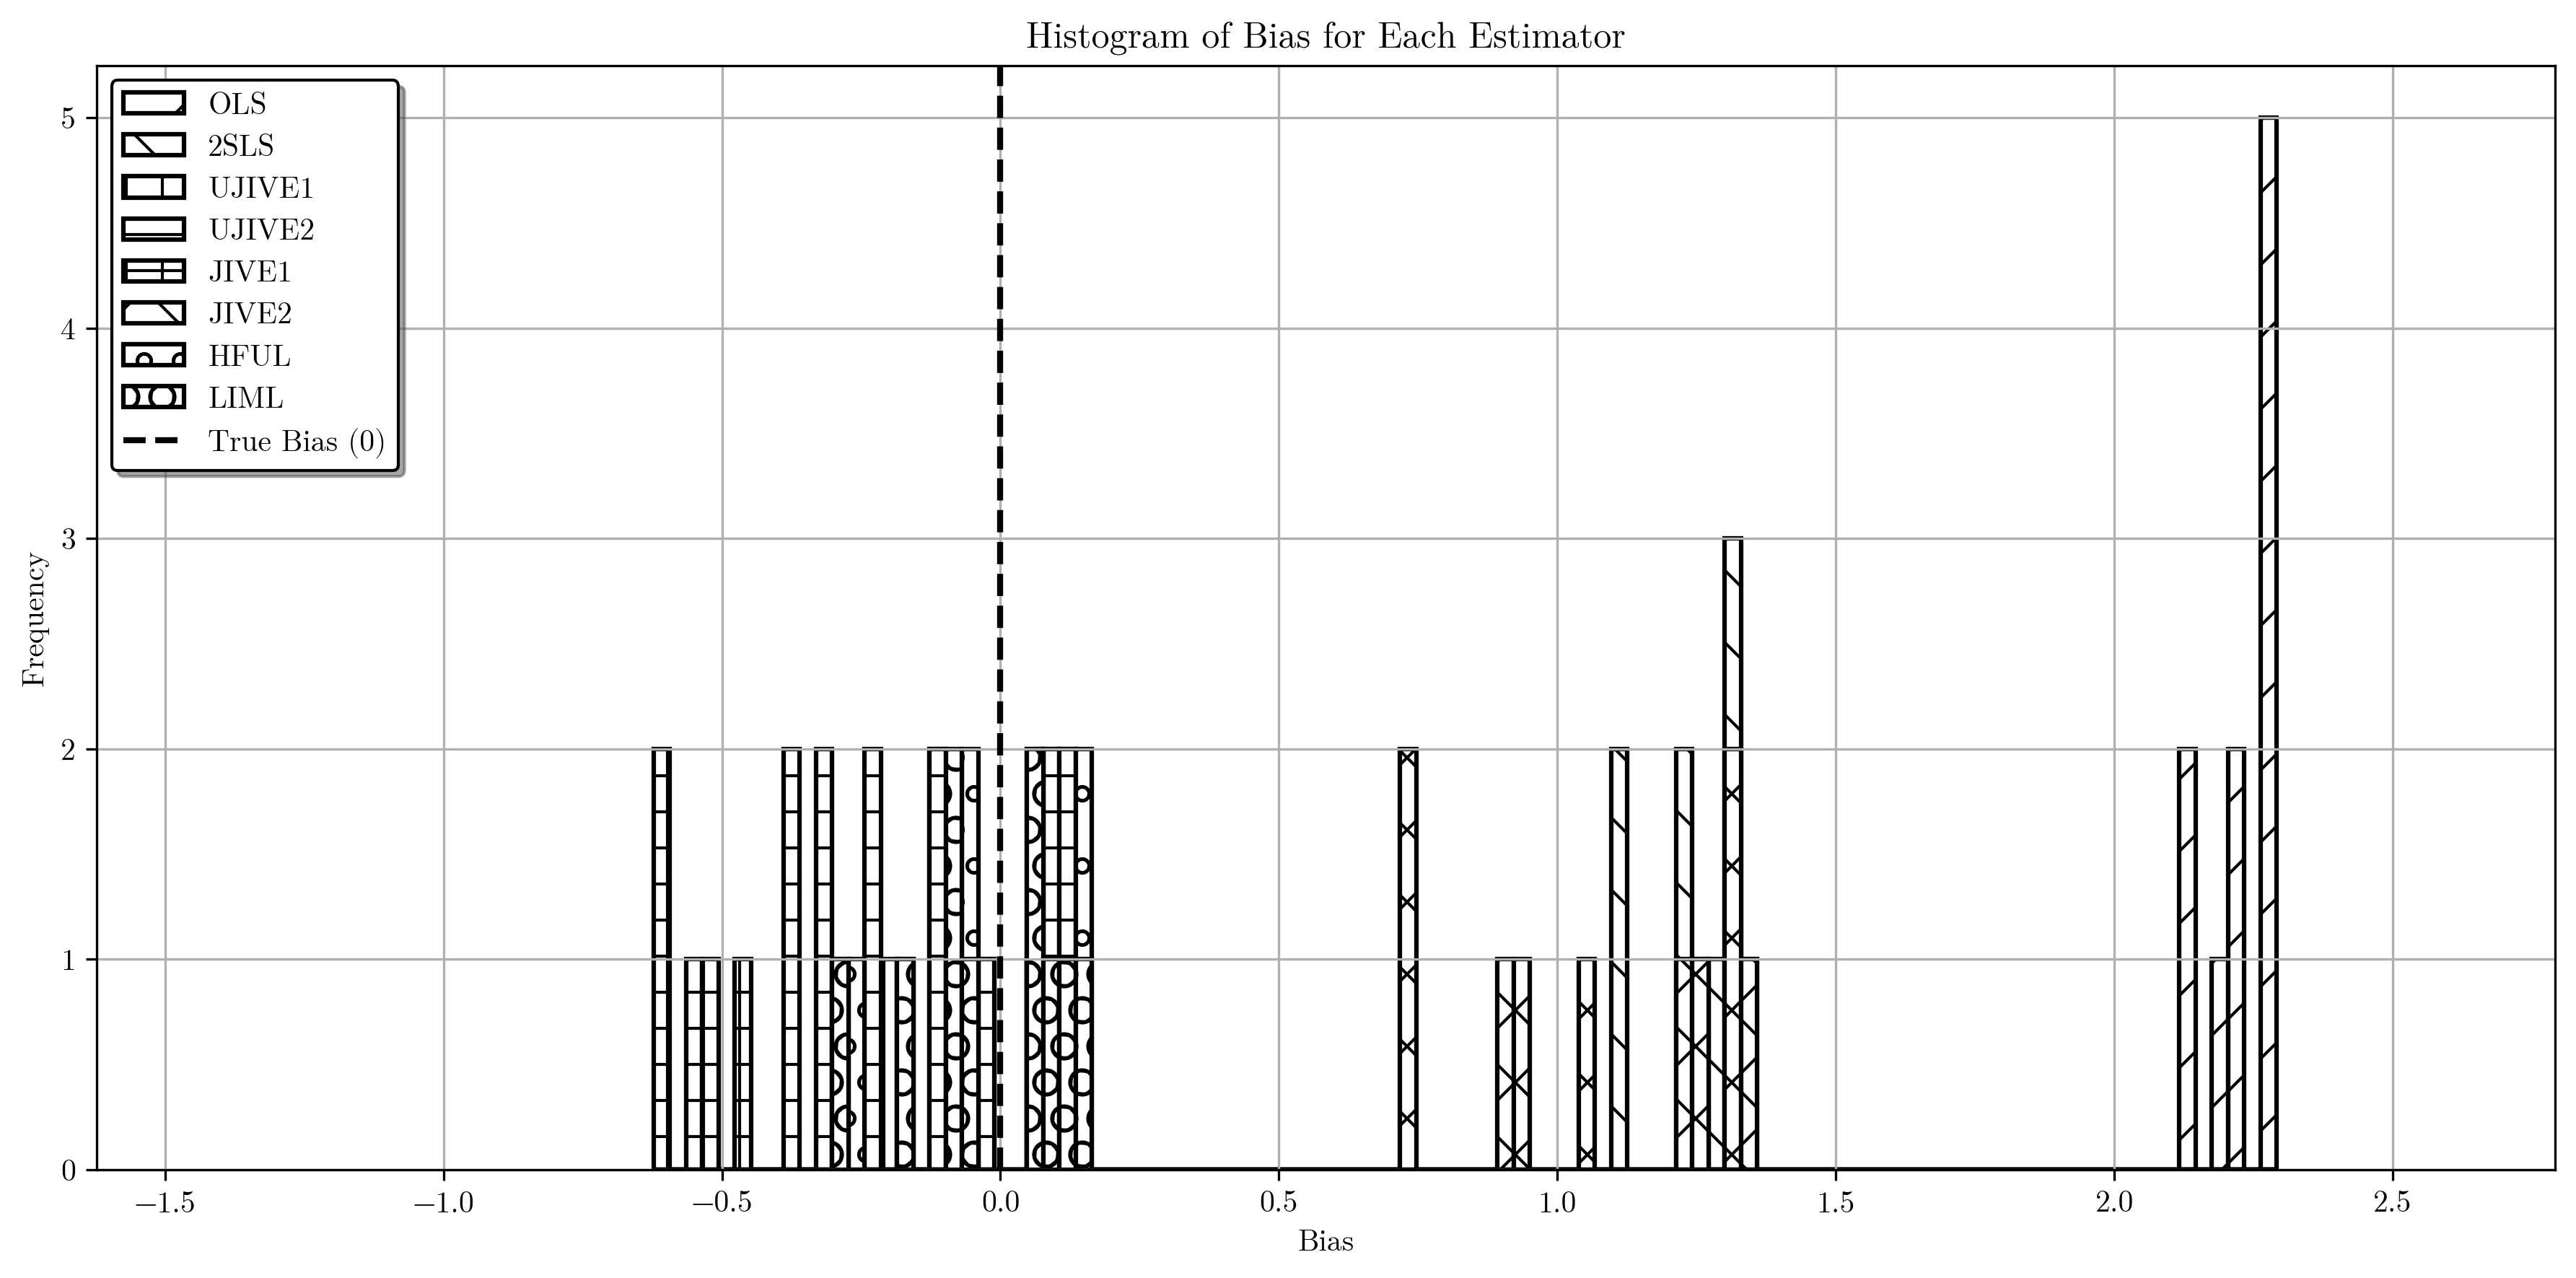 Histogram of Bias for Each Estimator
OLS
2SLS
UJIVE1
UJIVE2
JIVE1
JIVE2
HFUL
LIML
True Bias (0)
5
4
3
2
1
0
Frequency
−1.5 −1.0 −0.5 0.0 0.5 1.0 1.5 2.0 2.5
Bias